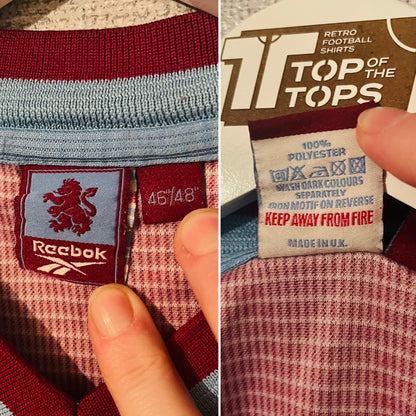 Reebok
46"/48"
RETRO
FOOTBALL
SHIRTS
TOP OF THE
TOPS
100%
POLYESTER
WASH DARK COLOURS
SEPARATELY
IRON MOTIF ON REVERSE
KEEP AWAY FROM FIRE
MADE IN U.K.